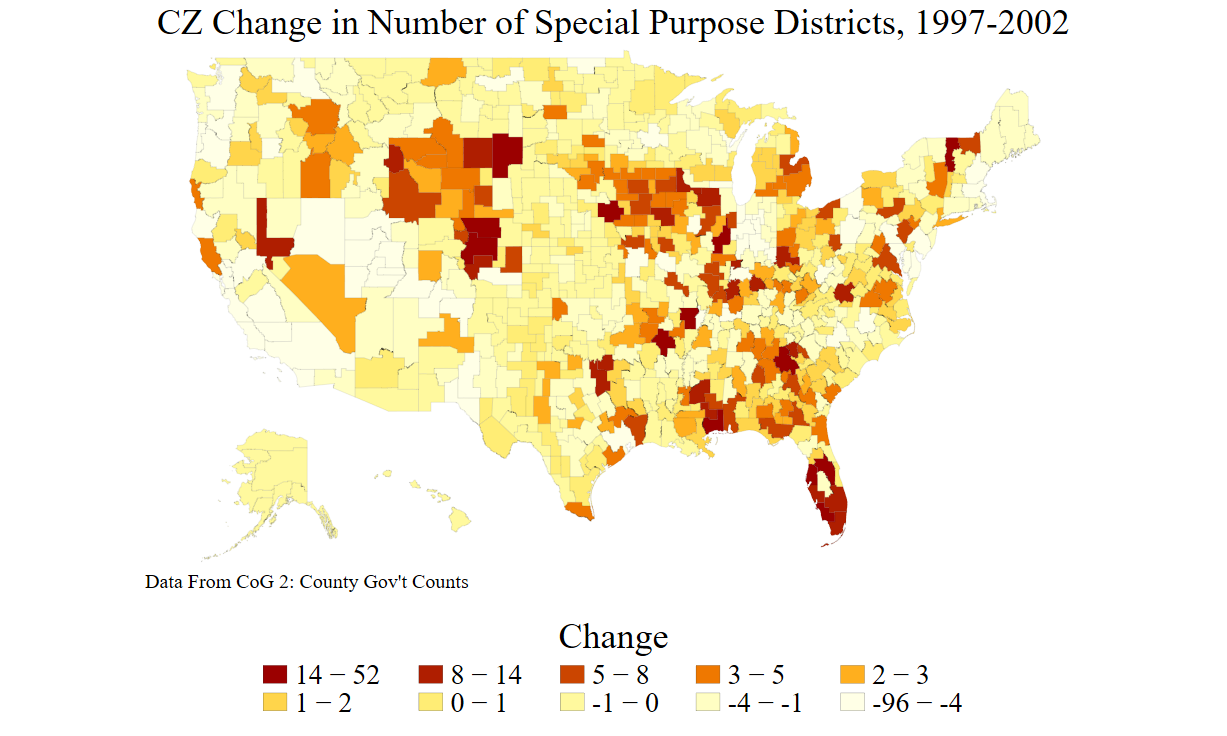 CZ Change in Number of Special Purpose Districts, 1997-2002
Data From CoG 2: County Gov't Counts
Change
14 − 52 8 − 14 5 − 8 3 − 5 2 − 3
1 − 2 0 − 1 -1 − 0 -4 − -1 -96 − -4